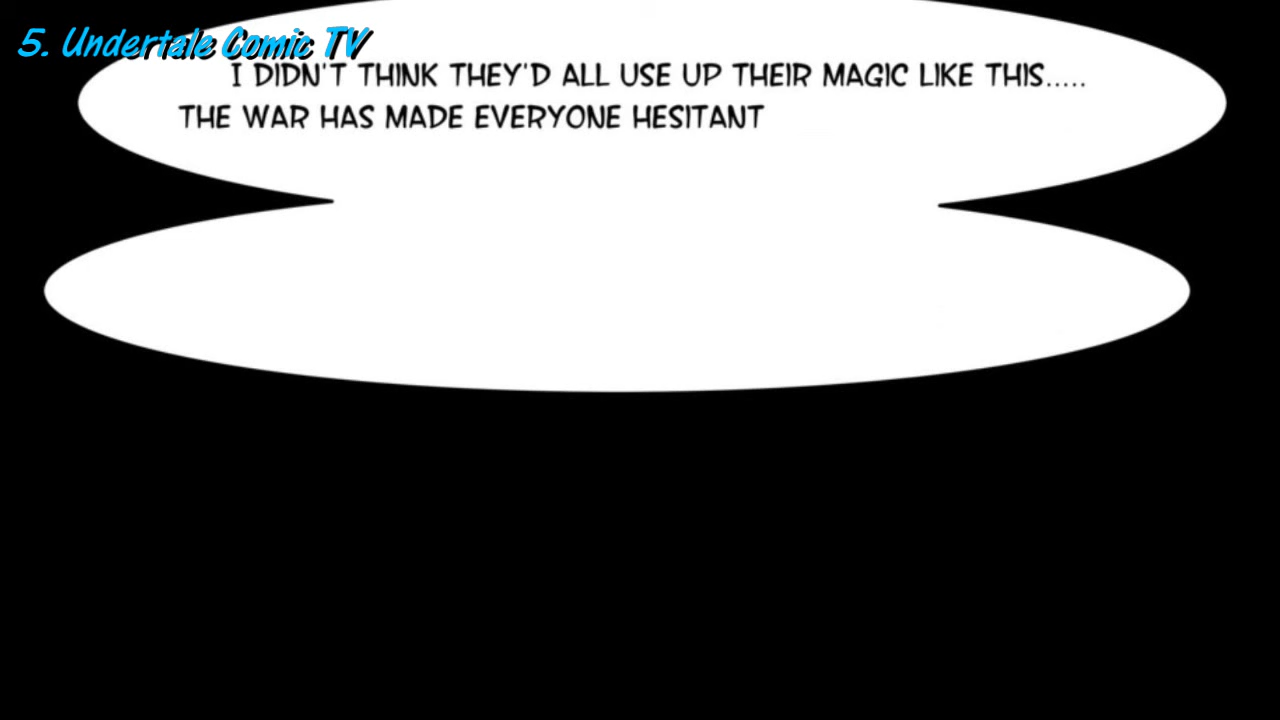 5. Undertale Comic TV
I DIDN'T THINK THEY'D ALL USE UP THEIR MAGIC LIKE THIS.....
THE WAR HAS MADE EVERYONE HESITANT